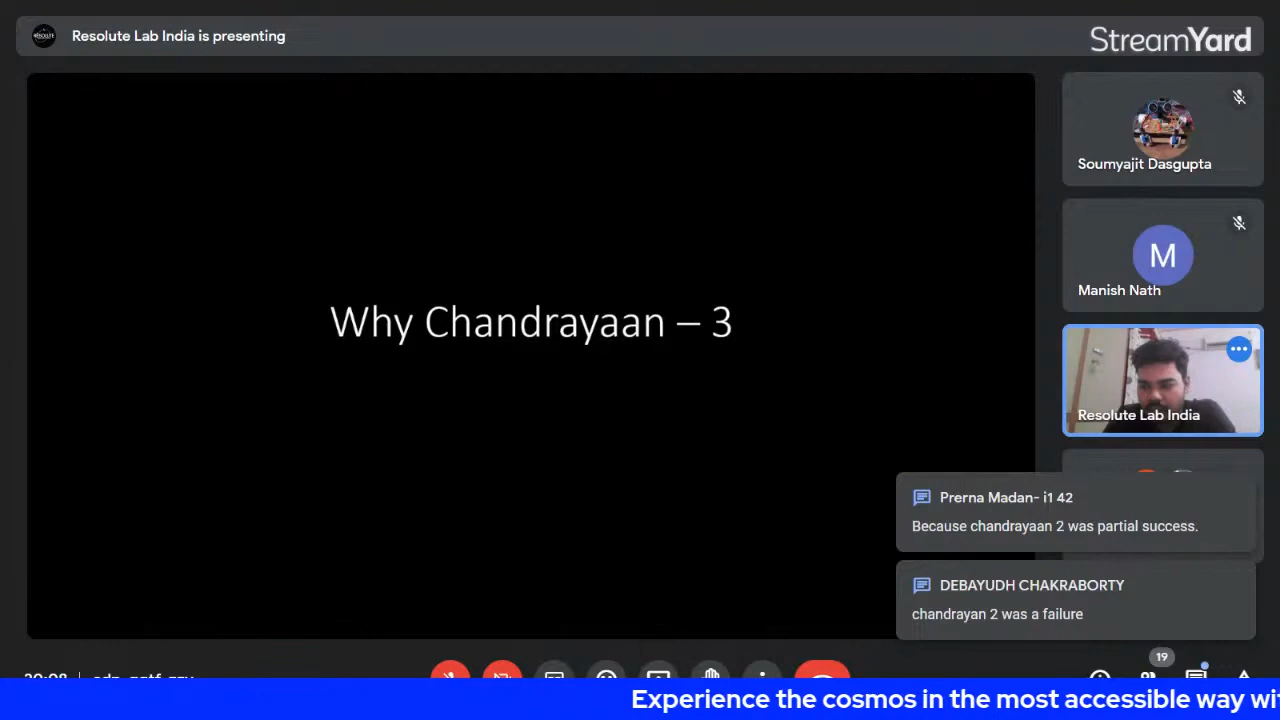 Resolute Lab India is presenting
StreamYard
Why Chandrayaan – 3
Soumyajit Dasgupta
M
Manish Nath
Resolute Lab India
Prerna Madan- i1 42
Because chandrayaan 2 was partial success.
DEBAYUDH CHAKRABORTY
chandrayan 2 was a failure
19
Experience the cosmos in the most accessible way wi